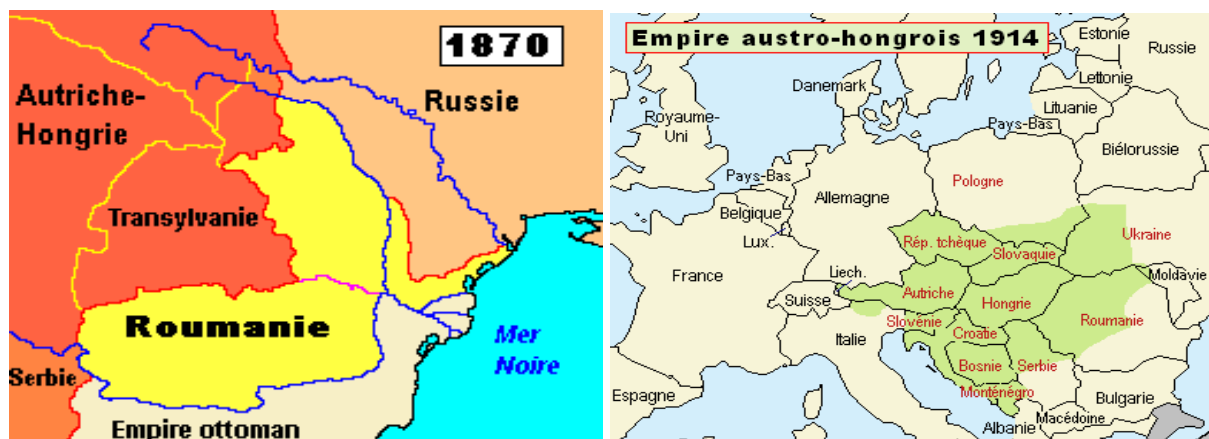 1870
Autriche-
Hongrie
Russie
Transylvanie
Roumanie
Mer
Noire
Serbie
Empire ottoman
Empire austro-hongrois 1914
Estonie
Russie
Lettonie
Danemark
Lituanie
Royaume-
Uni
Pays-Bas
Biélorussie
Pays-Bas
Pologne
Allemagne
Belgique
Lux.
Ukraine
Rép. tchèque
Slovaquie
France
Liech.
Moldavie
Suisse
Autriche
Hongrie
Roumanie
Slovénie
Croatie
Italie
Bosnie
Serbie
Espagne
Monténégro
Bulgarie
Macédoine
Albanie